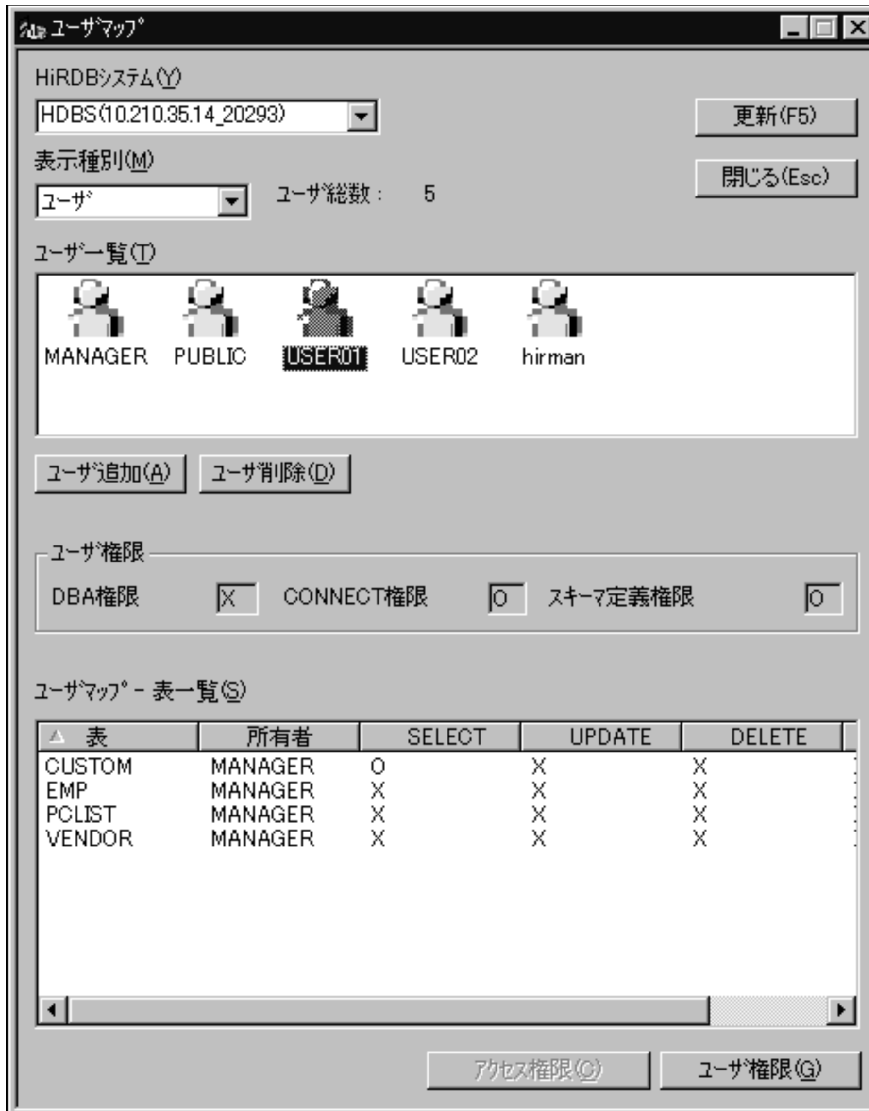 ユーザマップ
HiRDBシステム(Y)
HDBS(10.210.35.14_20293)
更新(F5)
表示種別(M)
閉じる(Esc)
ユーザ ユーザ総数： 5
ユーザ一覧(T)
MANAGER PUBLIC USER01 USER02 hirman
ユーザ追加(A) ユーザ削除(D)
ユーザ権限
DBA権限 X CONNECT権限 O スキーマ定義権限 O
ユーザマップ - 表一覧(S)
表 所有者 SELECT UPDATE DELETE
CUSTOM MANAGER O X X
EMP MANAGER X X X
PCLIST MANAGER X X X
VENDOR MANAGER X X X
アクセス権限(C) ユーザ権限(G)